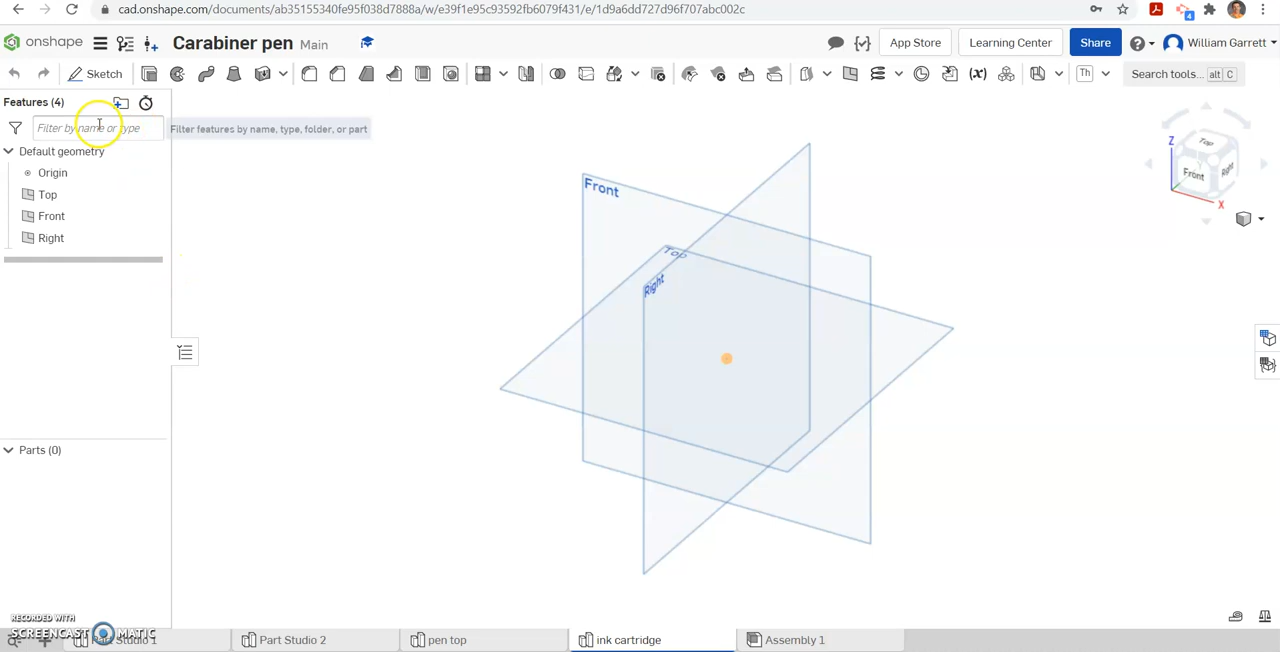 cad.onshape.com/documents/ab35155340fe95f038d7888a/w/e39f1e95c93592fb6079f431/e/1d9a6dd727d96f707abc002c
4
onshape
Carabiner pen Main
App Store
Learning Center
Share
William Garrett
Sketch
(x)
Th
Search tools... alt C
Features (4)
Filter by name or type
Filter features by name, type, folder, or part
Default geometry
Origin
Top
Front
Right
Parts (0)
Front
Top
Right
Top
Front
Right
Z
Y
X
RECORDED WITH
SCREENCAST MATIC
Part Studio 1
Part Studio 2
pen top
ink cartridge
Assembly 1